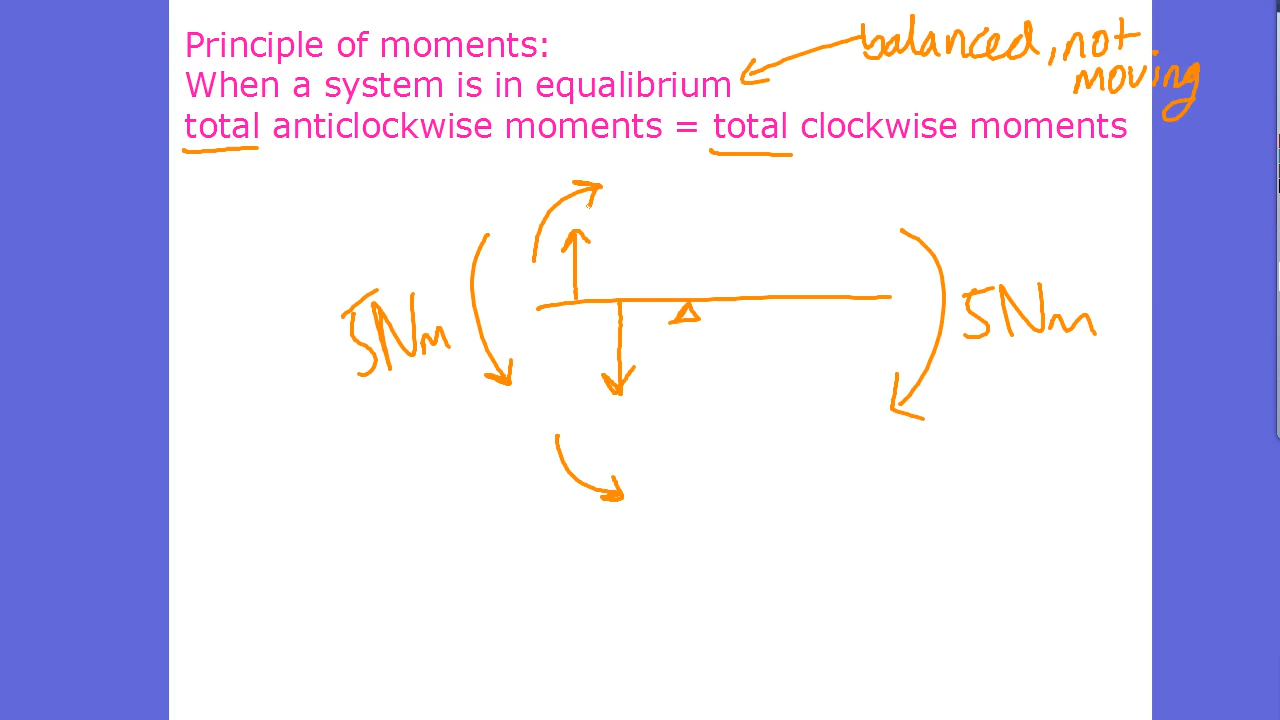 Principle of moments:
balanced, not
moving
When a system is in equalibrium
total anticlockwise moments = total clockwise moments
5Nm
5Nm